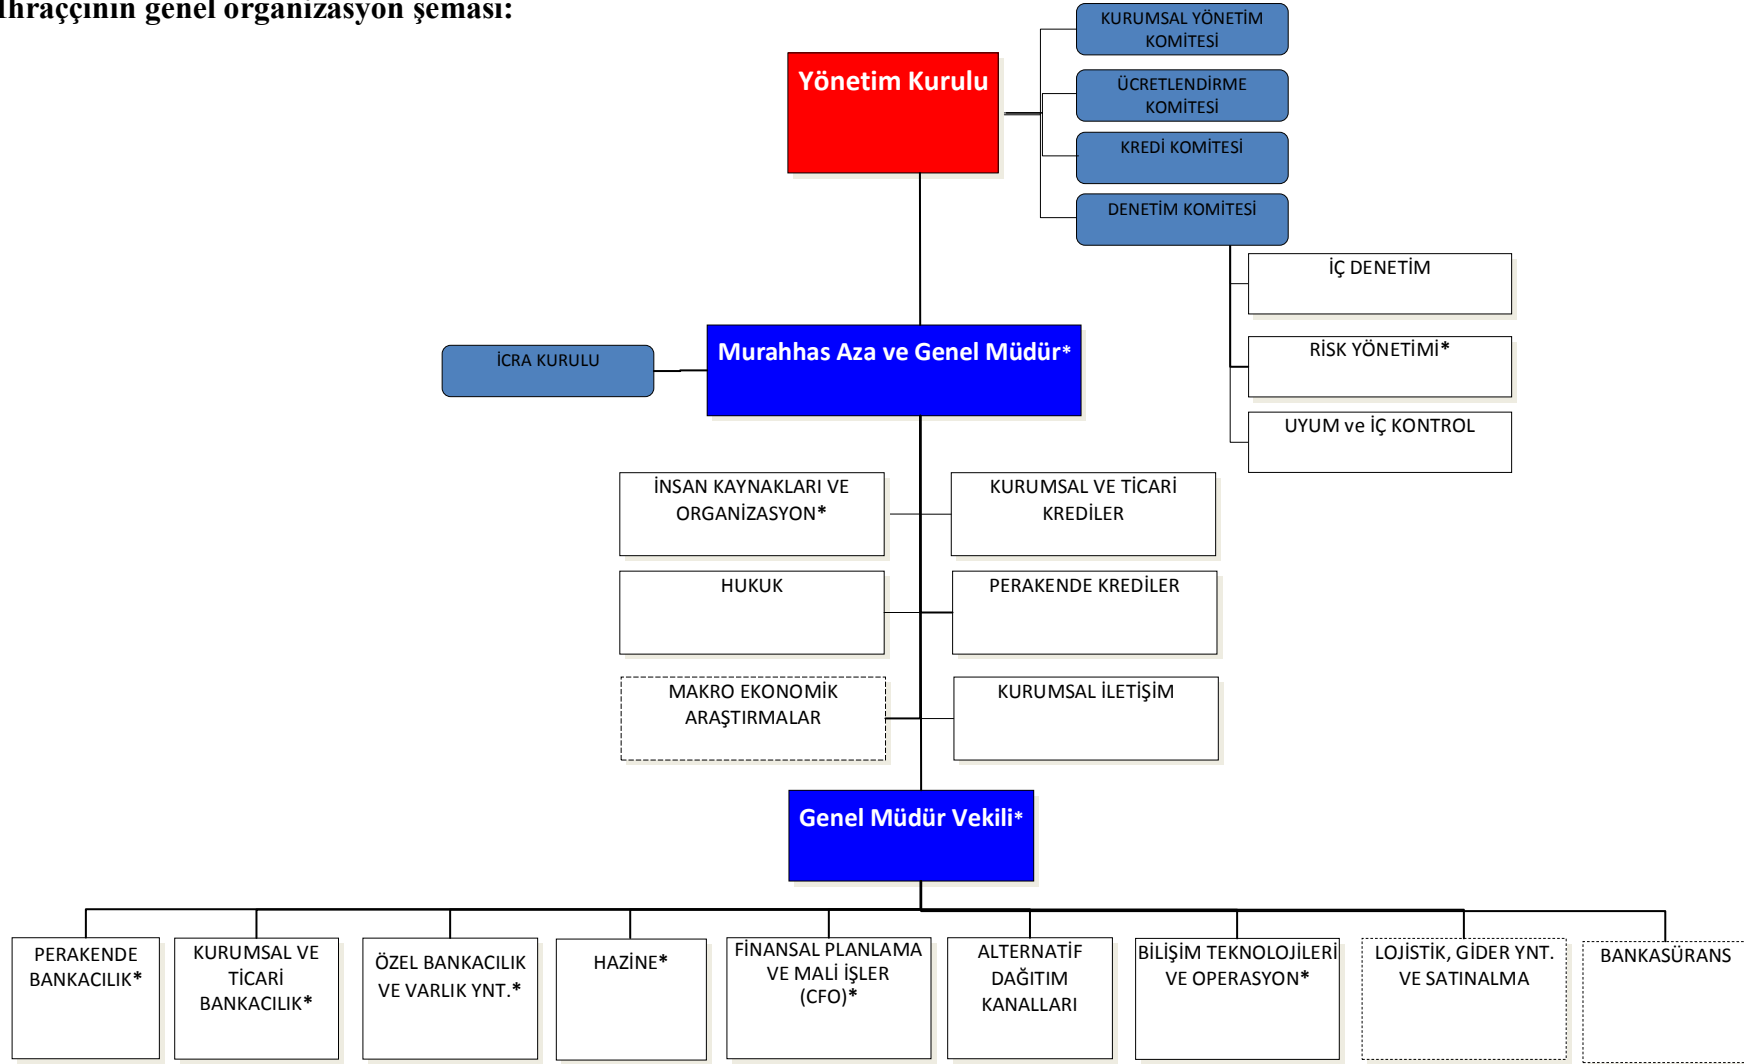 İhraççının genel organizasyon şeması:
KURUMSAL YÖNETİM
KOMİTESİ
Yönetim Kurulu
ÜCRETLENDİRME
KOMİTESİ
KREDİ KOMİTESİ
DENETİM KOMİTESİ
İÇ DENETİM
RİSK YÖNETİMİ*
UYUM ve İÇ KONTROL
Murahhas Aza ve Genel Müdür*
İCRA KURULU
İNSAN KAYNAKLARI VE
ORGANİZASYON*
KURUMSAL VE TİCARİ
KREDİLER
HUKUK
PERAKENDE KREDİLER
MAKRO EKONOMİK
ARAŞTIRMALAR
KURUMSAL İLETİŞİM
Genel Müdür Vekili*
PERAKENDE
BANKACILIK*
KURUMSAL VE
TİCARİ
BANKACILIK*
ÖZEL BANKACILIK
VE VARLIK YNT.*
HAZİNE*
FİNANSAL PLANLAMA
VE MALİ İŞLER
(CFO)*
ALTERNATİF
DAĞITIM
KANALLARI
BİLİŞİM TEKNOLOJİLERİ
VE OPERASYON*
LOJİSTİK, GİDER YNT.
VE SATINALMA
BANKASÜRANS